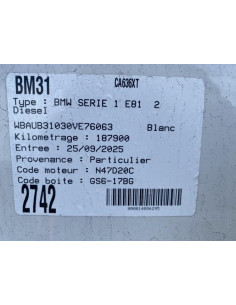 BM31
CA636XT
Type : BMW SERIE 1 E81 2
Diesel
WBAUB31030VE76063 Blanc
Kilometrage : 187900
Entree : 25/09/2025
Provenance : Particulier
Code moteur : N47D20C
Code boite : GS6-17BG
2742